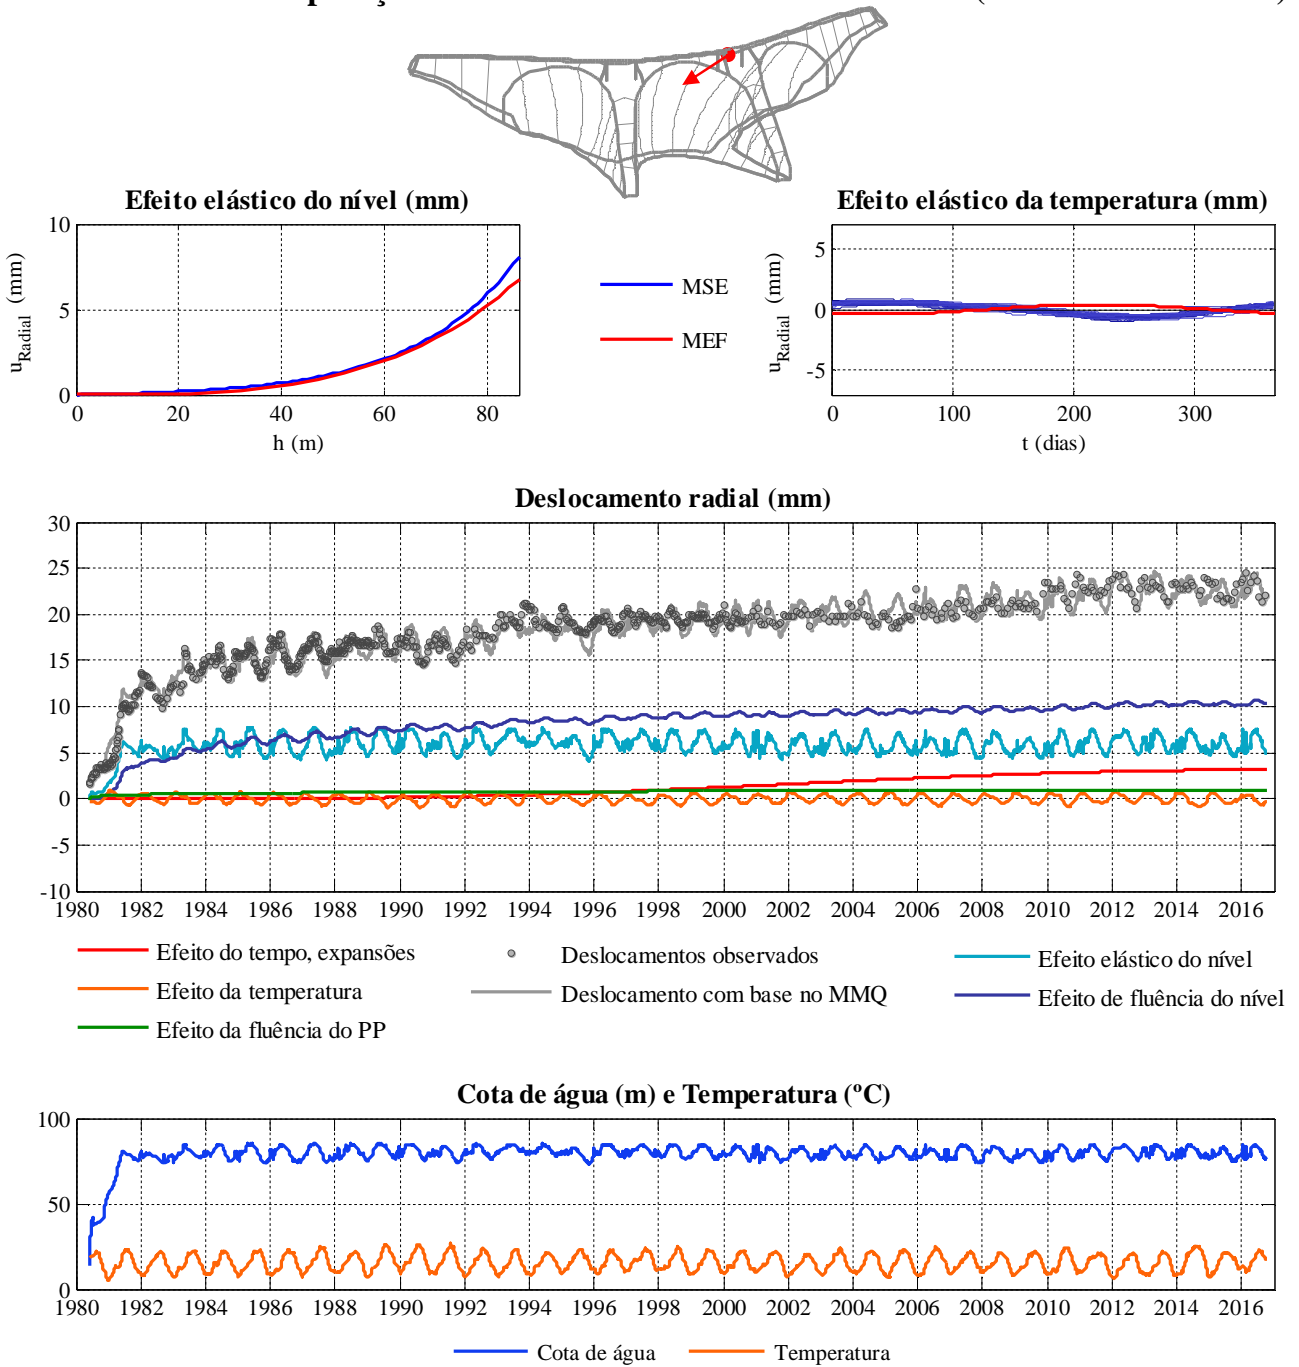 Efeito elástico do nível (mm)
10
5
0
u_Radial (mm)
0 20 40 60 80
h (m)
MSE
MEF
Efeito elástico da temperatura (mm)
5
0
-5
u_Radial (mm)
0 100 200 300
t (dias)
Deslocamento radial (mm)
30
25
20
15
10
5
0
-5
-10
1980 1982 1984 1986 1988 1990 1992 1994 1996 1998 2000 2002 2004 2006 2008 2010 2012 2014 2016
Efeito do tempo, expansões
Deslocamentos observados
Efeito elástico do nível
Efeito da temperatura
Deslocamento com base no MMQ
Efeito de fluência do nível
Efeito da fluência do PP
Cota de água (m) e Temperatura (ºC)
100
50
0
1980 1982 1984 1986 1988 1990 1992 1994 1996 1998 2000 2002 2004 2006 2008 2010 2012 2014 2016
Cota de água
Temperatura